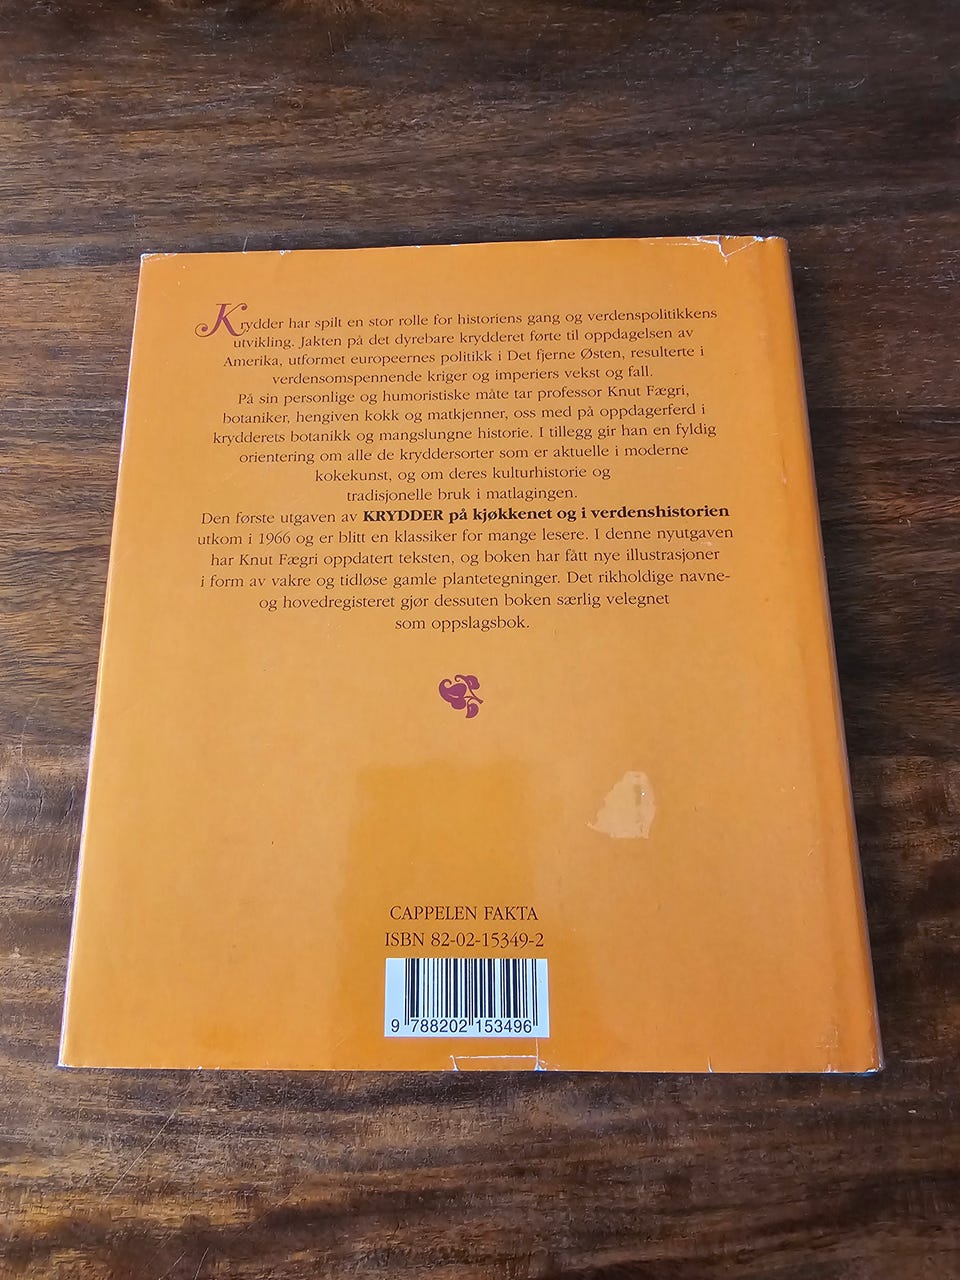 Krydder har spilt en stor rolle for historiens gang og verdenspolitikkens
utvikling. Jakten på det dyrebare krydderet førte til oppdagelsen av
Amerika, utformet europeernes politikk i Det fjerne Østen, resulterte i
verdensomspennende kriger og imperiers vekst og fall.
På sin personlige og humoristiske måte tar professor Knut Fægri,
botaniker, hengiven kokk og matkjenner, oss med på oppdagerferd i
krydderets botanikk og mangslungne historie. I tillegg gir han en fyldig
orientering om alle de kryddersorter som er aktuelle i moderne
kokekunst, og om deres kulturhistorie og
tradisjonelle bruk i matlagingen.
Den første utgaven av KRYDDER på kjøkkenet og i verdenshistorien
utkom i 1966 og er blitt en klassiker for mange lesere. I denne nyutgaven
har Knut Fægri oppdatert teksten, og boken har fått nye illustrasjoner
i form av vakre og tidløse gamle plantetegninger. Det rikholdige navne-
og hovedregisteret gjør dessuten boken særlig velegnet
som oppslagsbok.
CAPPELEN FAKTA
ISBN 82-02-15349-2
9 788202 153496